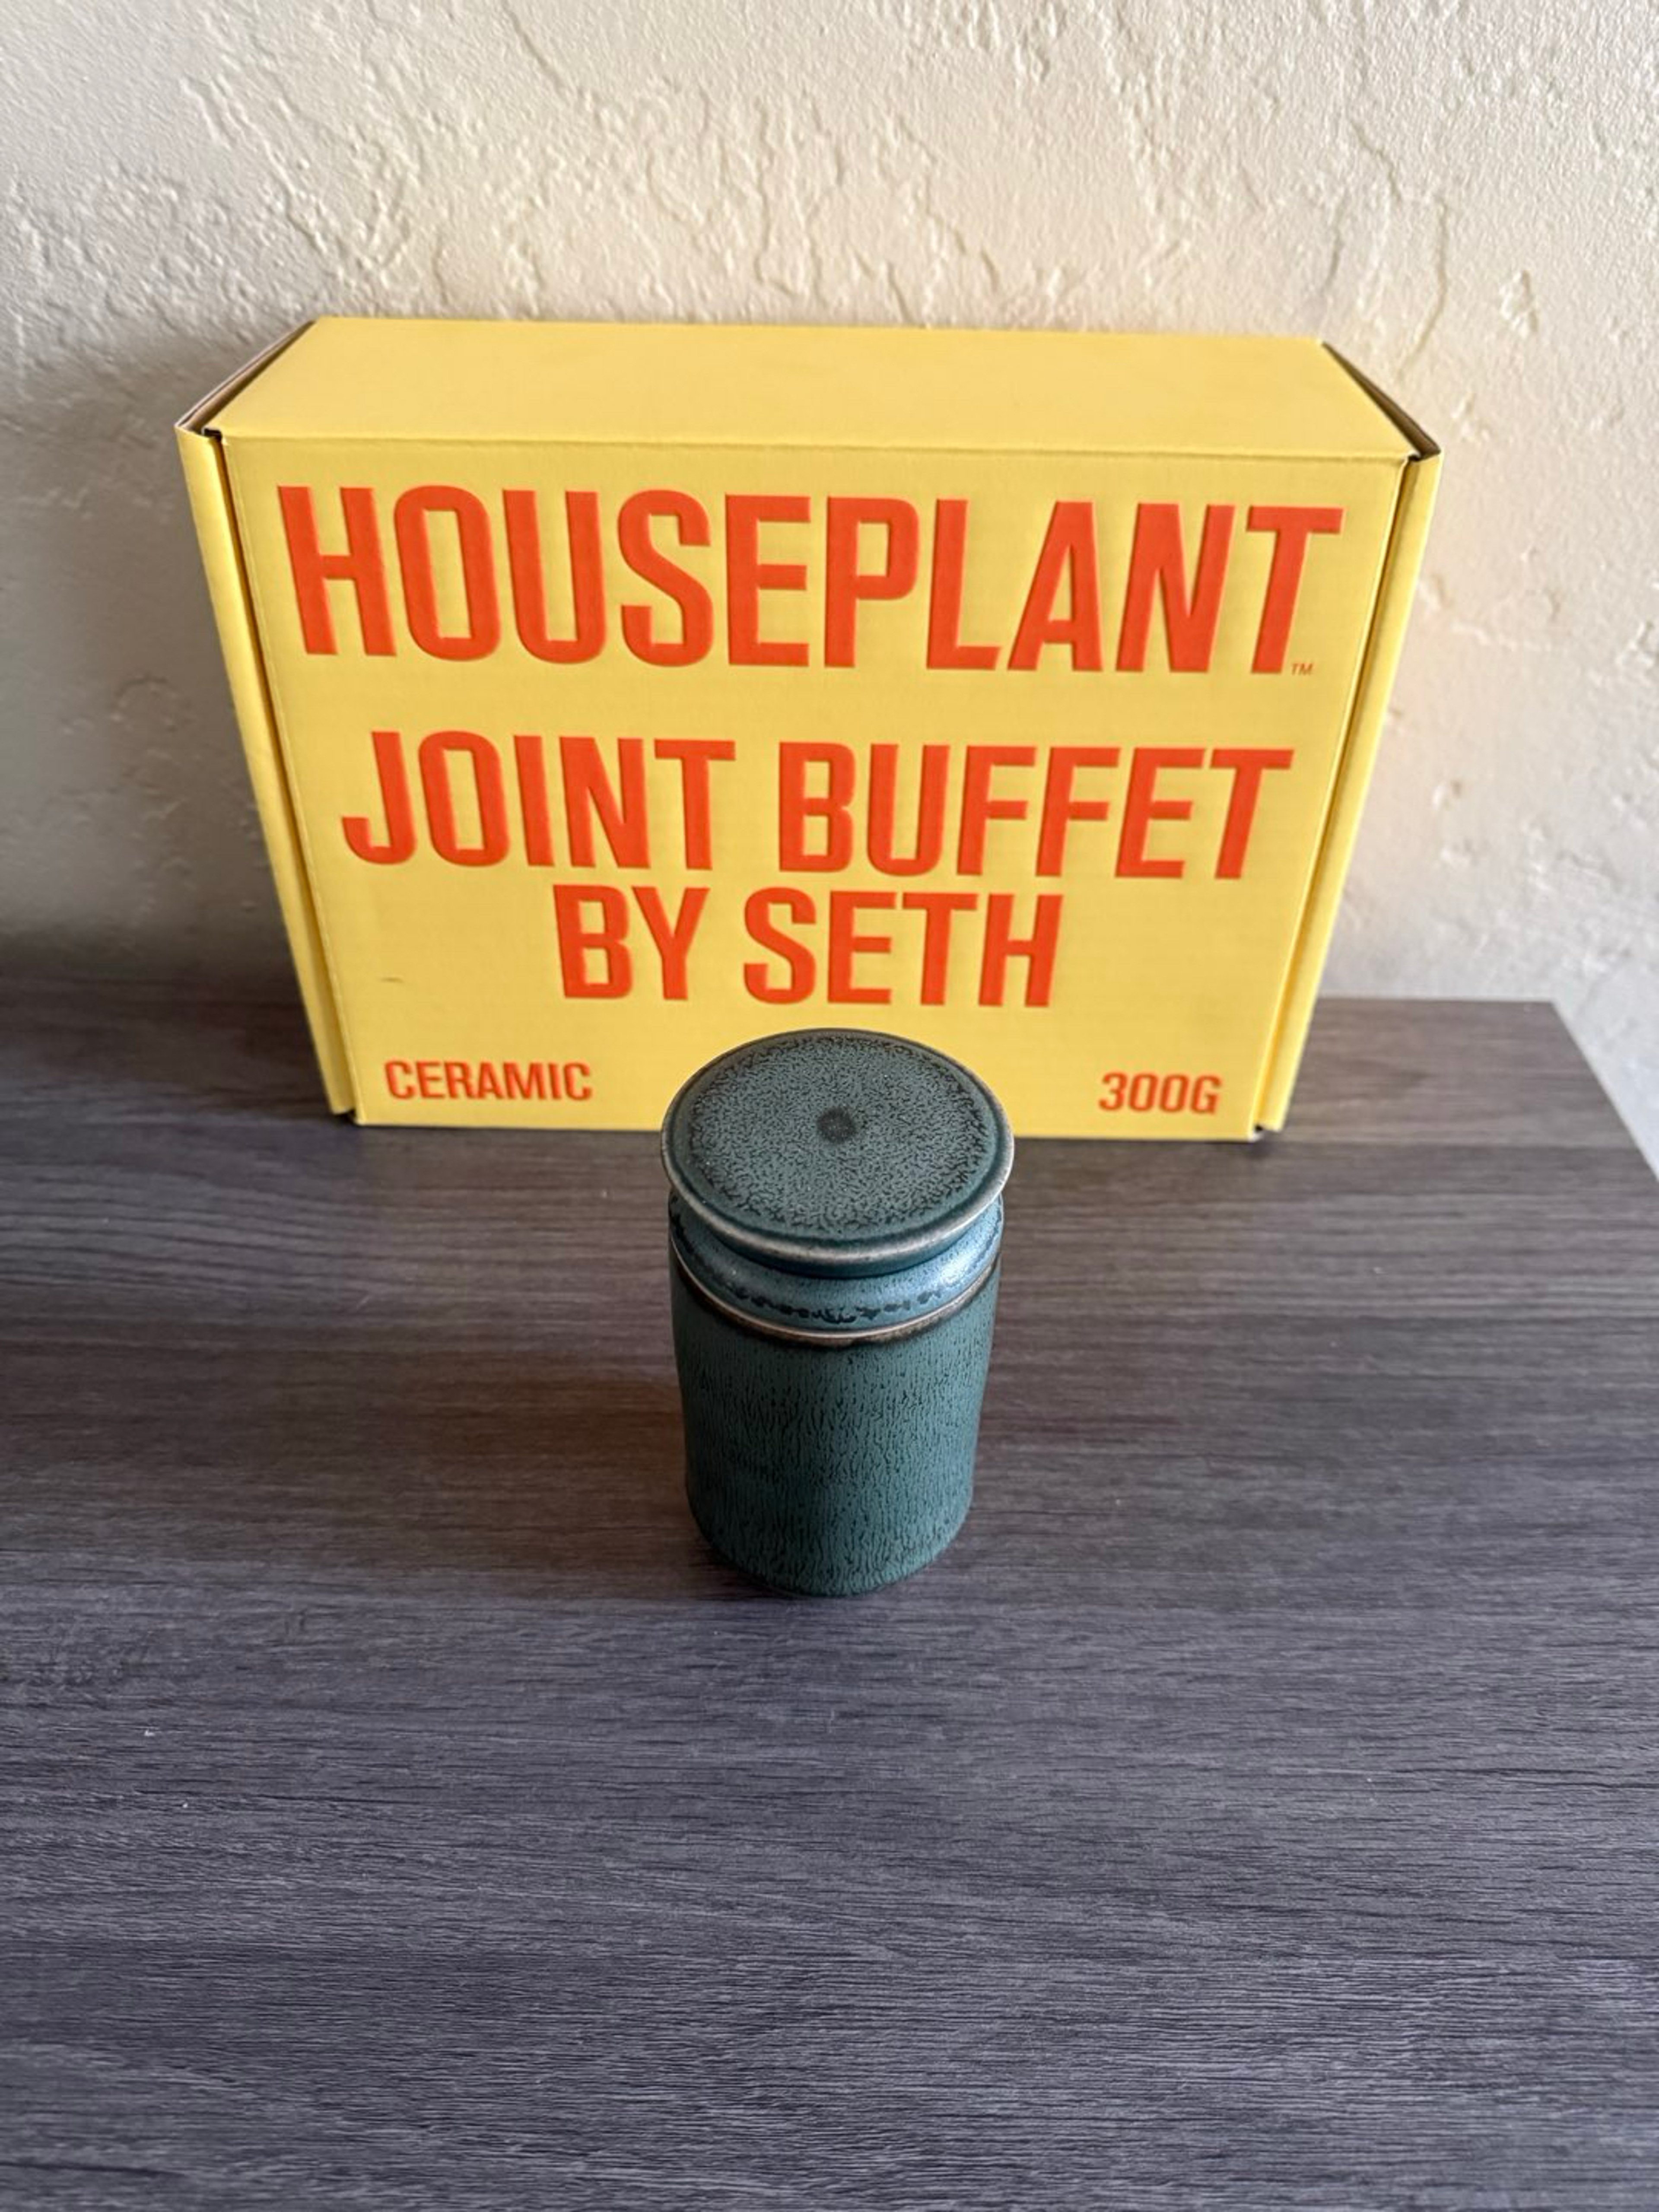 HOUSEPLANT™
JOINT BUFFET
BY SETH
CERAMIC 300G